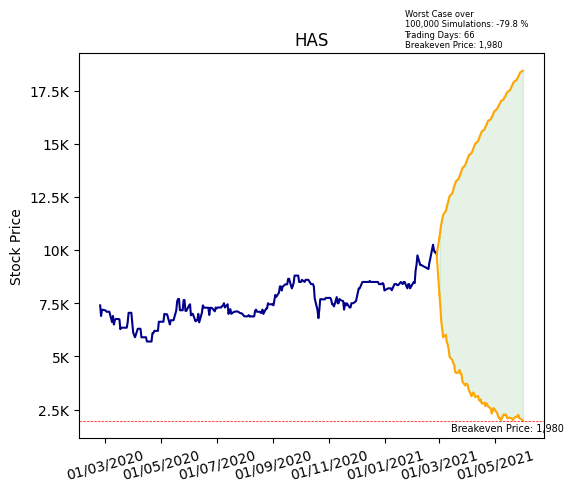 Worst Case over
100,000 Simulations: -79.8 %
Trading Days: 66
Breakeven Price: 1,980
HAS
Stock Price
17.5K
15K
12.5K
10K
7.5K
5K
2.5K
Breakeven Price: 1,980
01/03/2020
01/05/2020
01/07/2020
01/09/2020
01/11/2020
01/01/2021
01/03/2021
01/05/2021